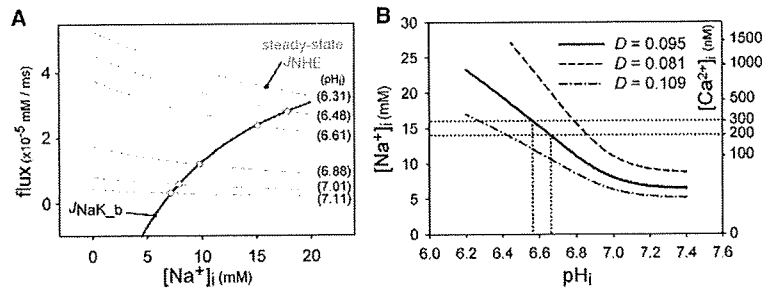 A
steady-state
JNHE
(pHi)
(6.31)
(6.48)
(6.61)
(6.88)
(7.01)
(7.11)
JNaK_b
4
2
0
flux (x10-5 mM / ms)
0 5 10 15 20
[Na+]i (mM)
B
D = 0.095
D = 0.081
D = 0.109
30
25
20
15
10
5
0
[Na+]i (mM)
1500
1000
500
300
200
100
0
[Ca2+]i (nM)
6.0 6.2 6.4 6.6 6.8 7.0 7.2 7.4 7.6
pHi